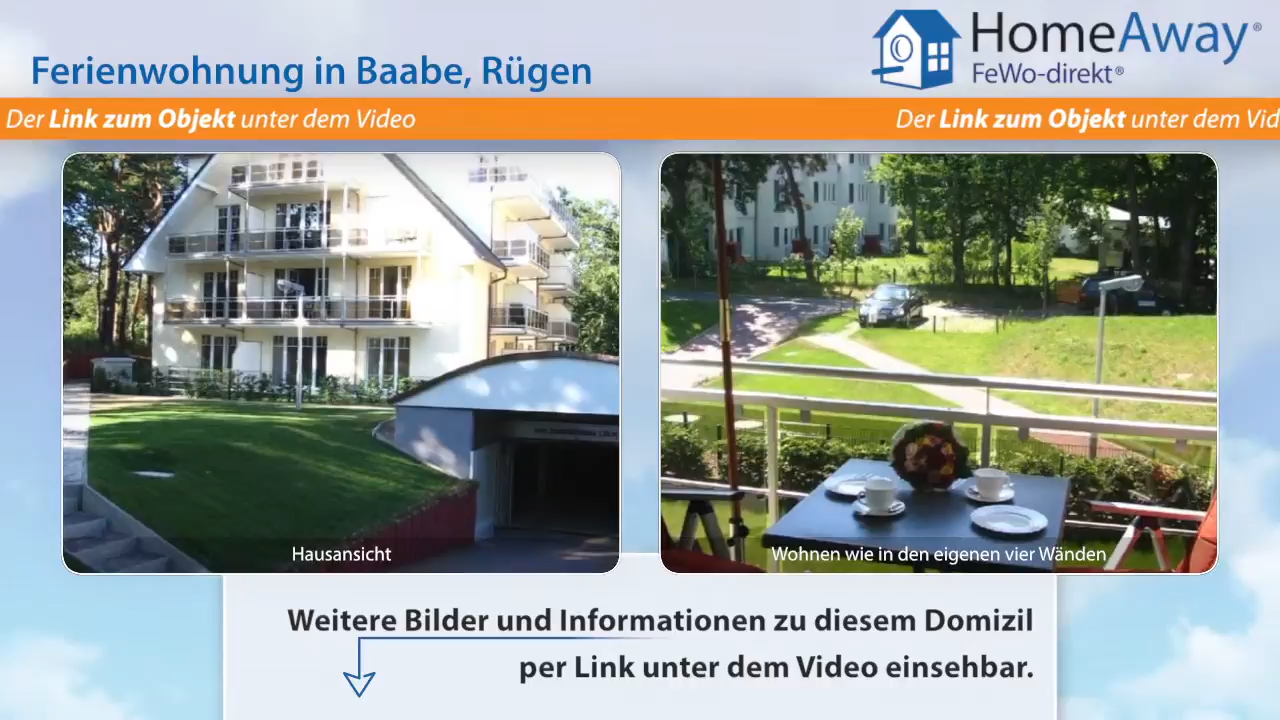 HomeAway®
FeWo-direkt®
Ferienwohnung in Baabe, Rügen
Der Link zum Objekt unter dem Video
Der Link zum Objekt unter dem Vid
Hausansicht
Wohnen wie in den eigenen vier Wänden
Weitere Bilder und Informationen zu diesem Domizil
per Link unter dem Video einsehbar.